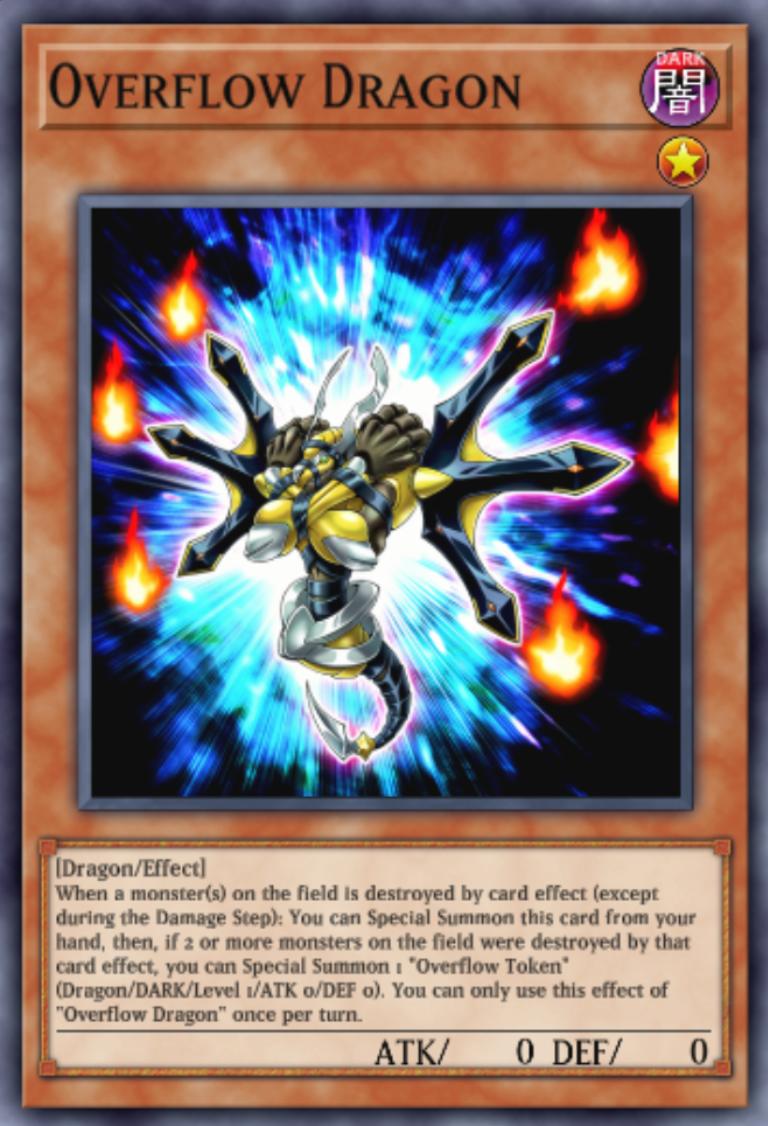 OVERFLOW DRAGON
DARK
闇
[Dragon/Effect]
When a monster(s) on the field is destroyed by card effect (except
during the Damage Step): You can Special Summon this card from your
hand, then, if 2 or more monsters on the field were destroyed by that
card effect, you can Special Summon 1 "Overflow Token"
(Dragon/DARK/Level 1/ATK 0/DEF 0). You can only use this effect of
"Overflow Dragon" once per turn.
ATK/ 0 DEF/ 0